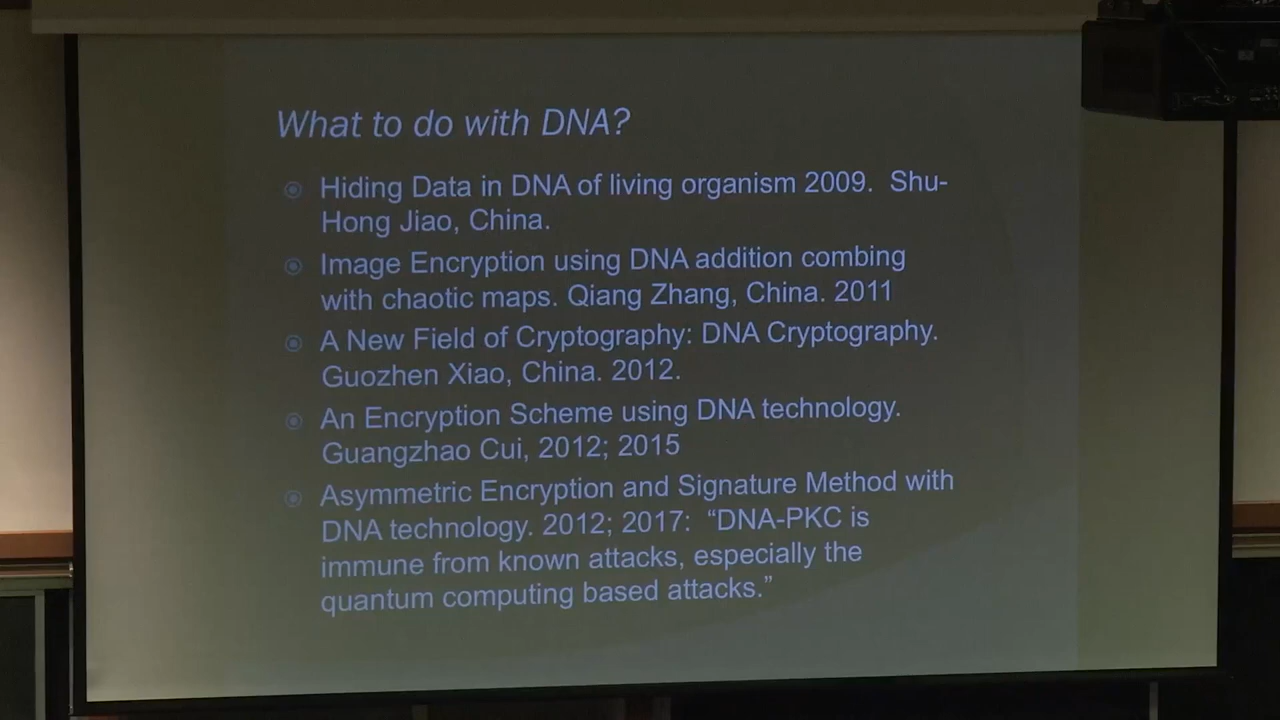 What to do with DNA?
Hiding Data in DNA of living organism 2009. Shu-
Hong Jiao, China.
Image Encryption using DNA addition combing
with chaotic maps. Qiang Zhang, China. 2011
A New Field of Cryptography: DNA Cryptography.
Guozhen Xiao, China. 2012.
An Encryption Scheme using DNA technology.
Guangzhao Cui, 2012; 2015
Asymmetric Encryption and Signature Method with
DNA technology. 2012; 2017: “DNA-PKC is
immune from known attacks, especially the
quantum computing based attacks.”